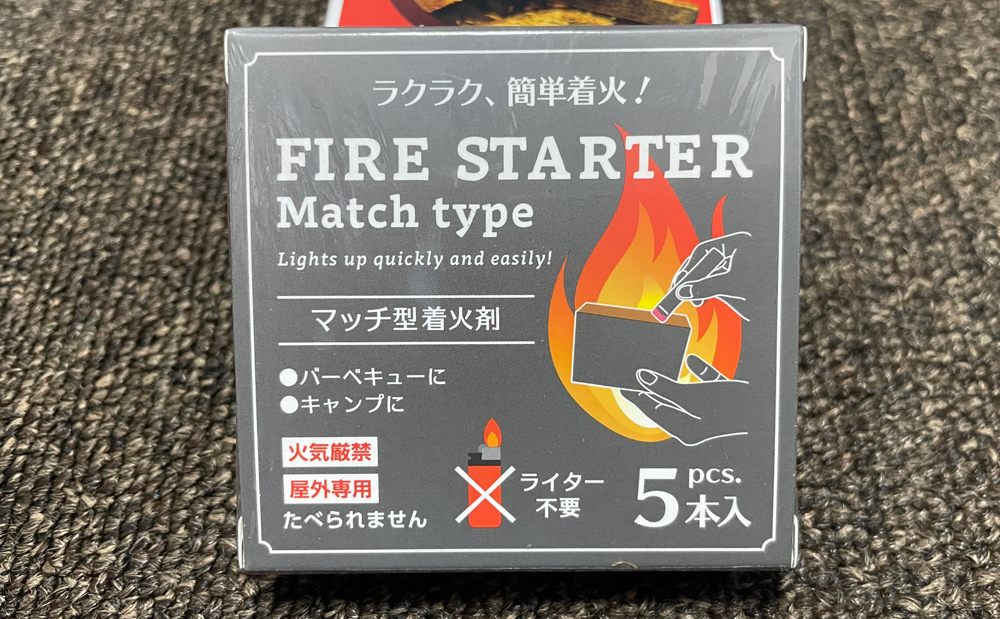 ラクラク、簡単着火！
FIRE STARTER
Match type
Lights up quickly and easily!
マッチ型着火剤
●バーベキューに
●キャンプに
火気厳禁
屋外専用
たべられません
ライター
不要
5 pcs.
本入